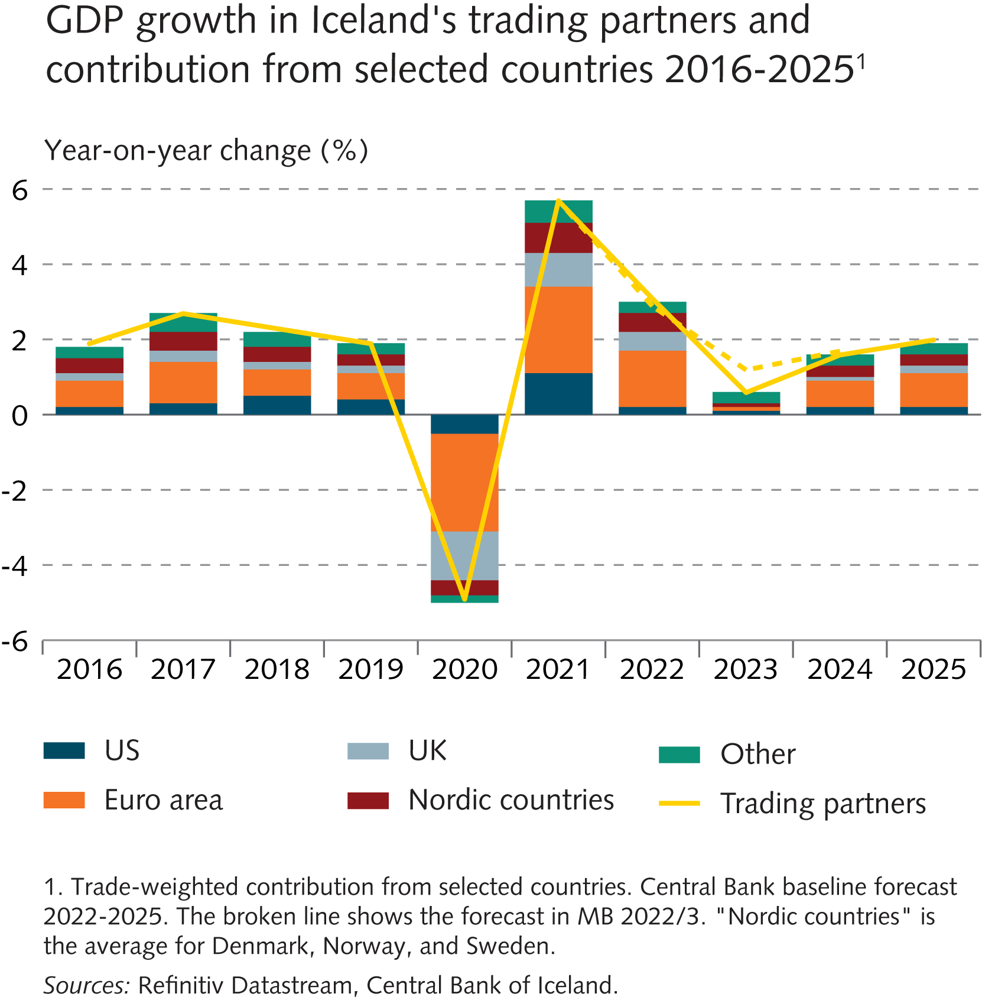 GDP growth in Iceland's trading partners and
contribution from selected countries 2016-2025¹
Year-on-year change (%)
6
4
2
0
-2
-4
-6
2016 2017 2018 2019 2020 2021 2022 2023 2024 2025
US UK Other
Euro area Nordic countries Trading partners
1. Trade-weighted contribution from selected countries. Central Bank baseline forecast
2022-2025. The broken line shows the forecast in MB 2022/3. "Nordic countries" is
the average for Denmark, Norway, and Sweden.
Sources: Refinitiv Datastream, Central Bank of Iceland.